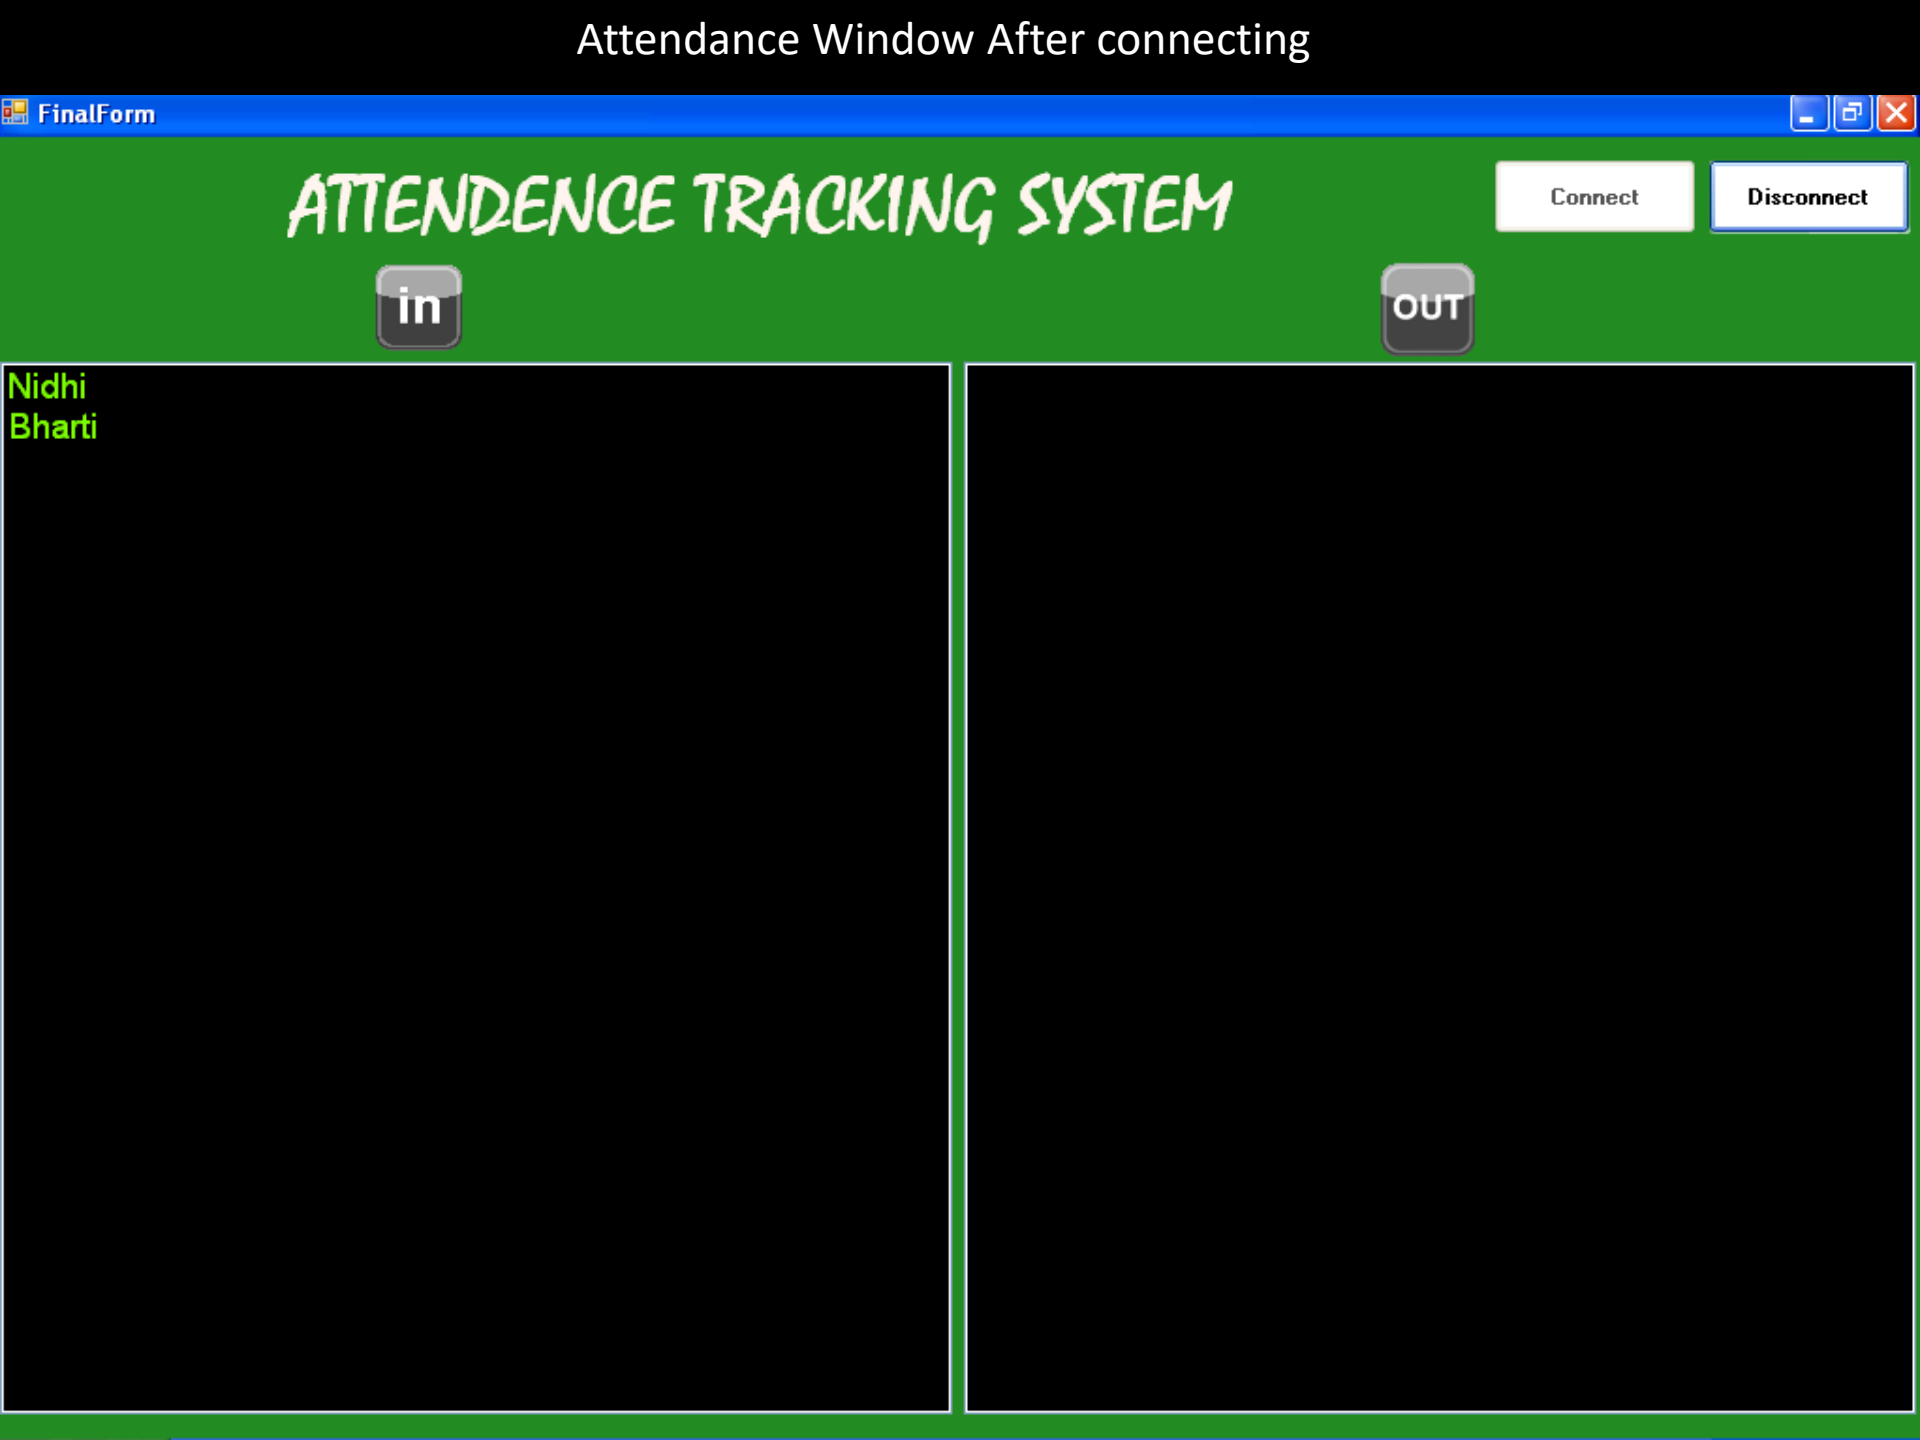 Attendance Window After connecting
FinalForm
ATTENDENCE TRACKING SYSTEM
Connect
Disconnect
in
OUT
Nidhi
Bharti